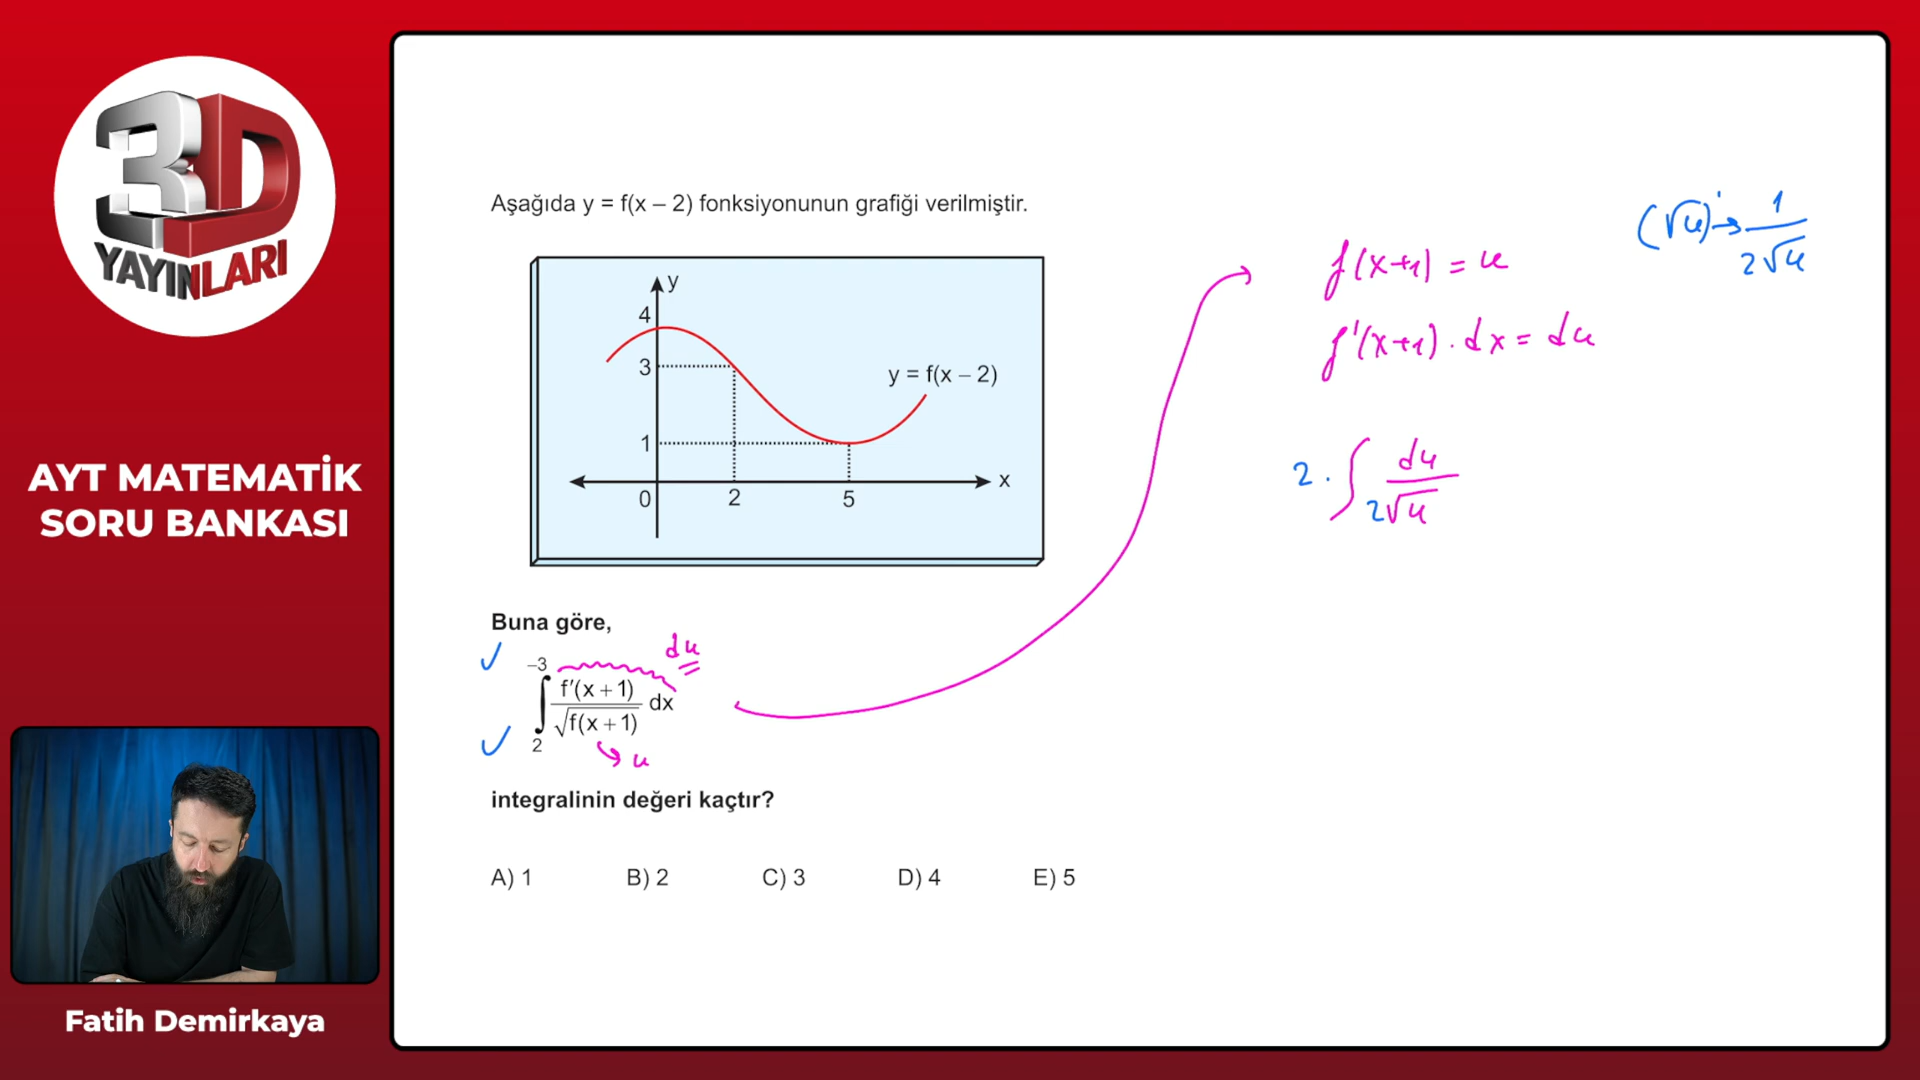 3D
YAYINLARI
AYT MATEMATİK
SORU BANKASI
Fatih Demirkaya
Aşağıda y = f(x – 2) fonksiyonunun grafiği verilmiştir.
y
4
3
1
0
2
5
x
y = f(x – 2)
Buna göre,
∫₂⁻³ f′(x + 1) / √f(x + 1) dx
du
u
integralinin değeri kaçtır?
A) 1 B) 2 C) 3 D) 4 E) 5
f(x+1) = u
f'(x+1) . dx = du
2 . ∫ du / 2√u
(√u)' → 1 / 2√u